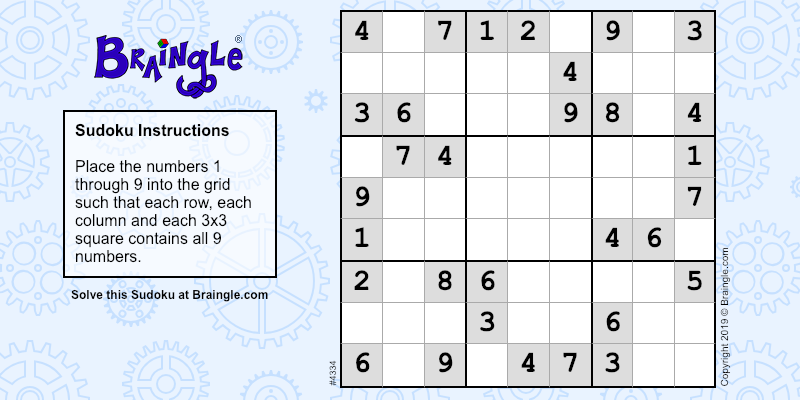 BRAINGLE®
Sudoku Instructions
Place the numbers 1
through 9 into the grid
such that each row, each
column and each 3x3
square contains all 9
numbers.
Solve this Sudoku at Braingle.com
#4334
4 7 1 2 9 3
4
3 6 9 8 4
7 4 1
9 7
1 4 6
2 8 6 5
3 6
6 9 4 7 3
Copyright 2019 © Braingle.com